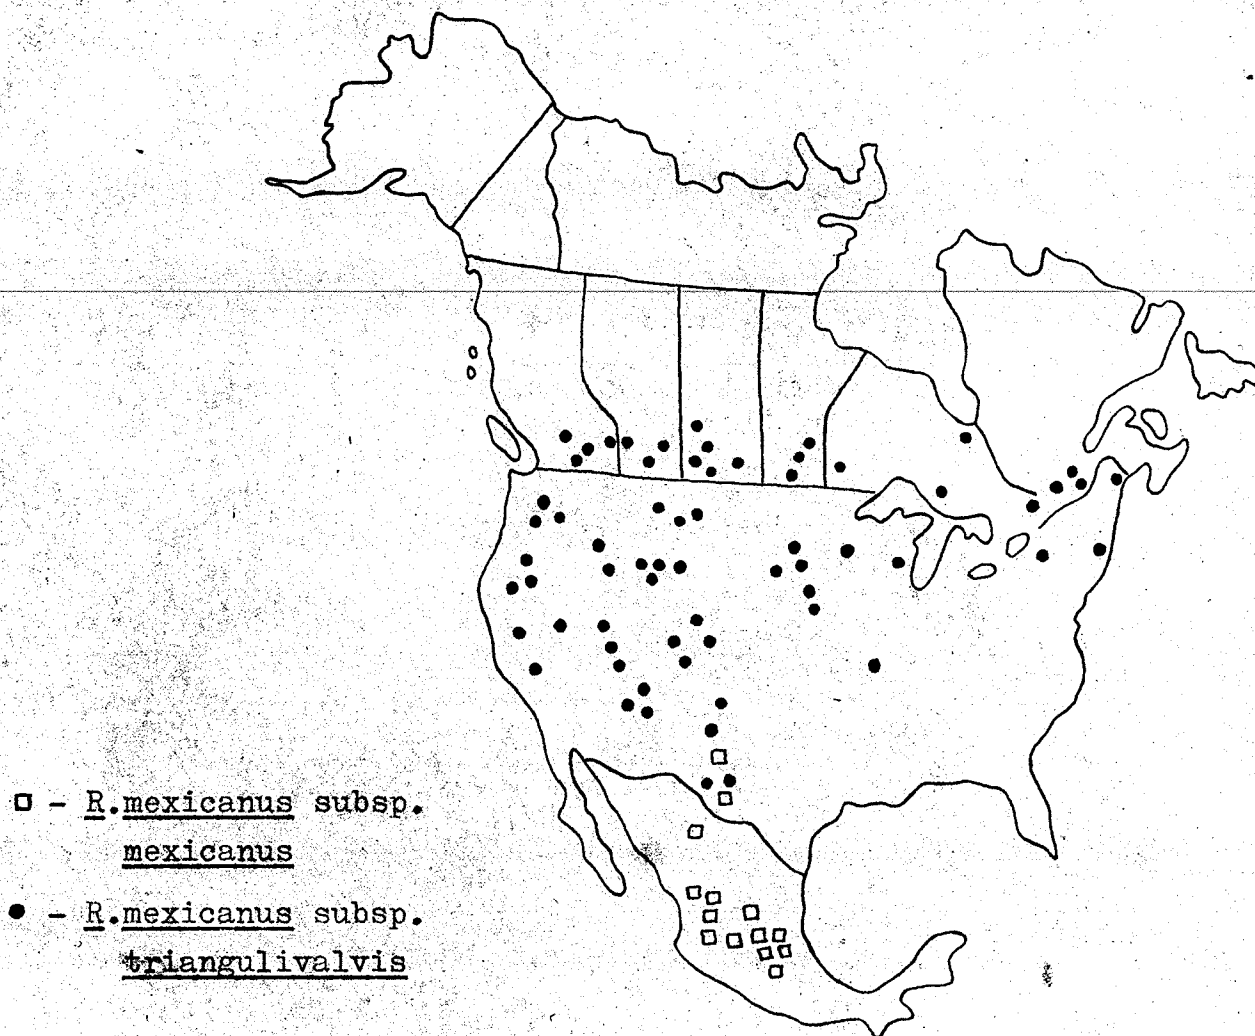 □ - R.mexicanus subsp.
mexicanus
● - R.mexicanus subsp.
triangulivalvis